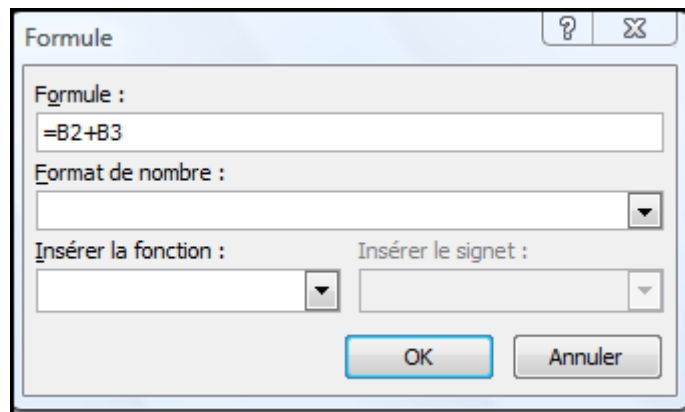 Formule
Formule :
=B2+B3
Format de nombre :
Insérer la fonction :
Insérer le signet :
OK
Annuler